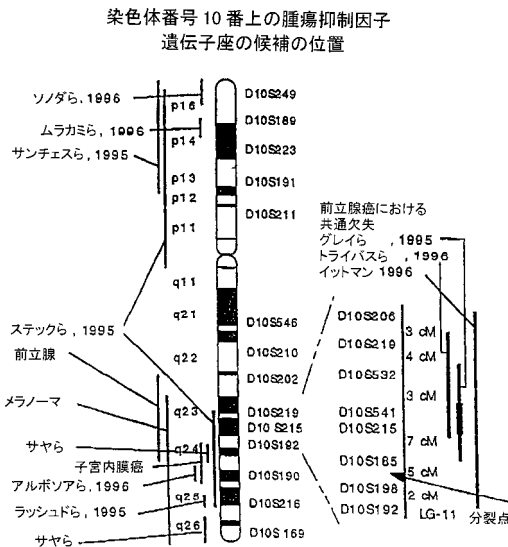 染色体番号10番上の腫瘍抑制因子
遺伝子座の候補の位置
ソノダら, 1996
ムラカミら, 1996
サンチェスら, 1995
p16
p14
p13
p12
p11
q11
q21
q22
q23
q24
q25
q26
D10S249
D10S189
D10S223
D10S191
D10S211
D10S546
D10S210
D10S202
D10S219
D10S215
D10S192
D10S190
D10S216
D10S169
ステックら, 1995
前立腺
メラノーマ
サヤら
子宮内膜癌
アルボソアら, 1996
ラッシュドら, 1995
サヤら
前立腺癌における
共通欠失
グレイら , 1995
トライバスら, 1996
イットマン 1996
D10S206
3 cM
D10S219
4 cM
D10S532
3 cM
D10S541
D10S215
7 cM
D10S185
5 cM
D10S198
2 cM
D10S192
LG-11
分裂点